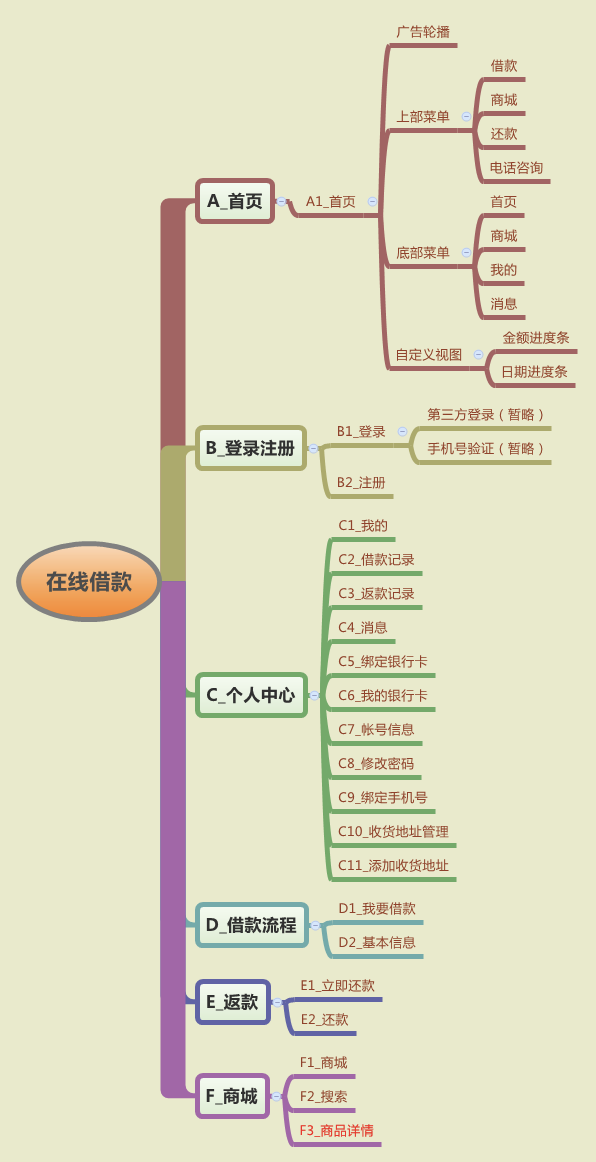 在线借款
A_首页
A1_首页
广告轮播
上部菜单
借款
商城
还款
电话咨询
底部菜单
首页
商城
我的
消息
自定义视图
金额进度条
日期进度条
B_登录注册
B1_登录
第三方登录（暂略）
手机号验证（暂略）
B2_注册
C_个人中心
C1_我的
C2_借款记录
C3_返款记录
C4_消息
C5_绑定银行卡
C6_我的银行卡
C7_帐号信息
C8_修改密码
C9_绑定手机号
C10_收货地址管理
C11_添加收货地址
D_借款流程
D1_我要借款
D2_基本信息
E_返款
E1_立即还款
E2_还款
F_商城
F1_商城
F2_搜索
F3_商品详情